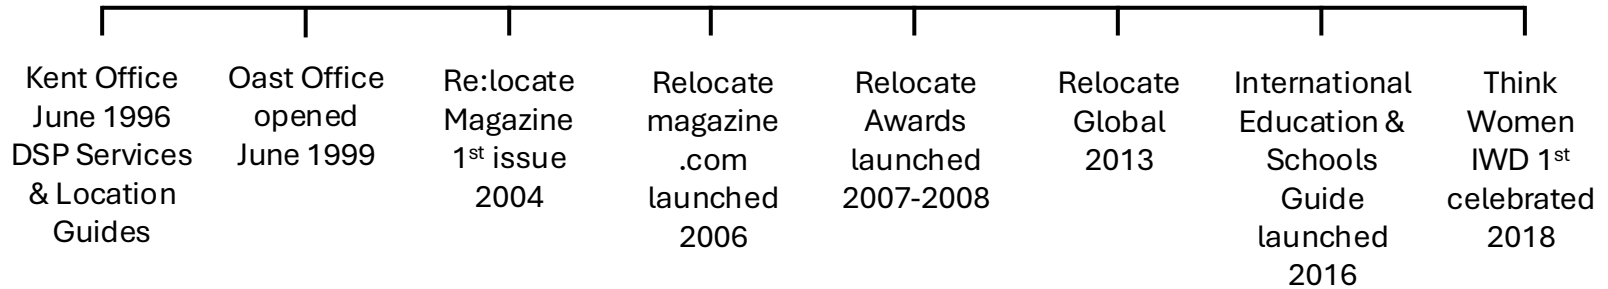 Kent Office
June 1996
DSP Services
& Location
Guides
Oast Office
opened
June 1999
Re:locate
Magazine
1st issue
2004
Relocate
magazine
.com
launched
2006
Relocate
Awards
launched
2007-2008
Relocate
Global
2013
International
Education &
Schools
Guide
launched
2016
Think
Women
IWD 1st
celebrated
2018